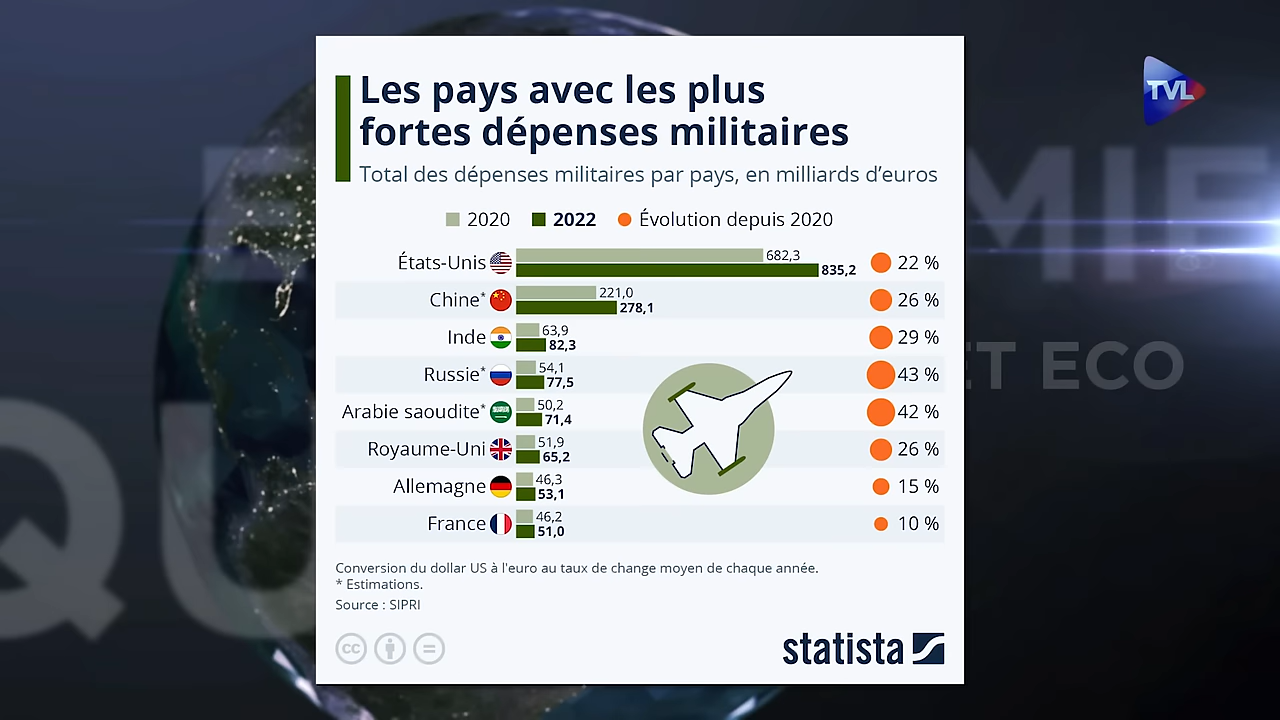 TVL
Les pays avec les plus
fortes dépenses militaires
Total des dépenses militaires par pays, en milliards d’euros
2020 2022 Évolution depuis 2020
États-Unis 682,3 835,2 22 %
Chine* 221,0 278,1 26 %
Inde 63,9 82,3 29 %
Russie* 54,1 77,5 43 %
Arabie saoudite* 50,2 71,4 42 %
Royaume-Uni 51,9 65,2 26 %
Allemagne 46,3 53,1 15 %
France 46,2 51,0 10 %
ET ECO
Conversion du dollar US à l'euro au taux de change moyen de chaque année.
* Estimations.
Source : SIPRI
cc
statista